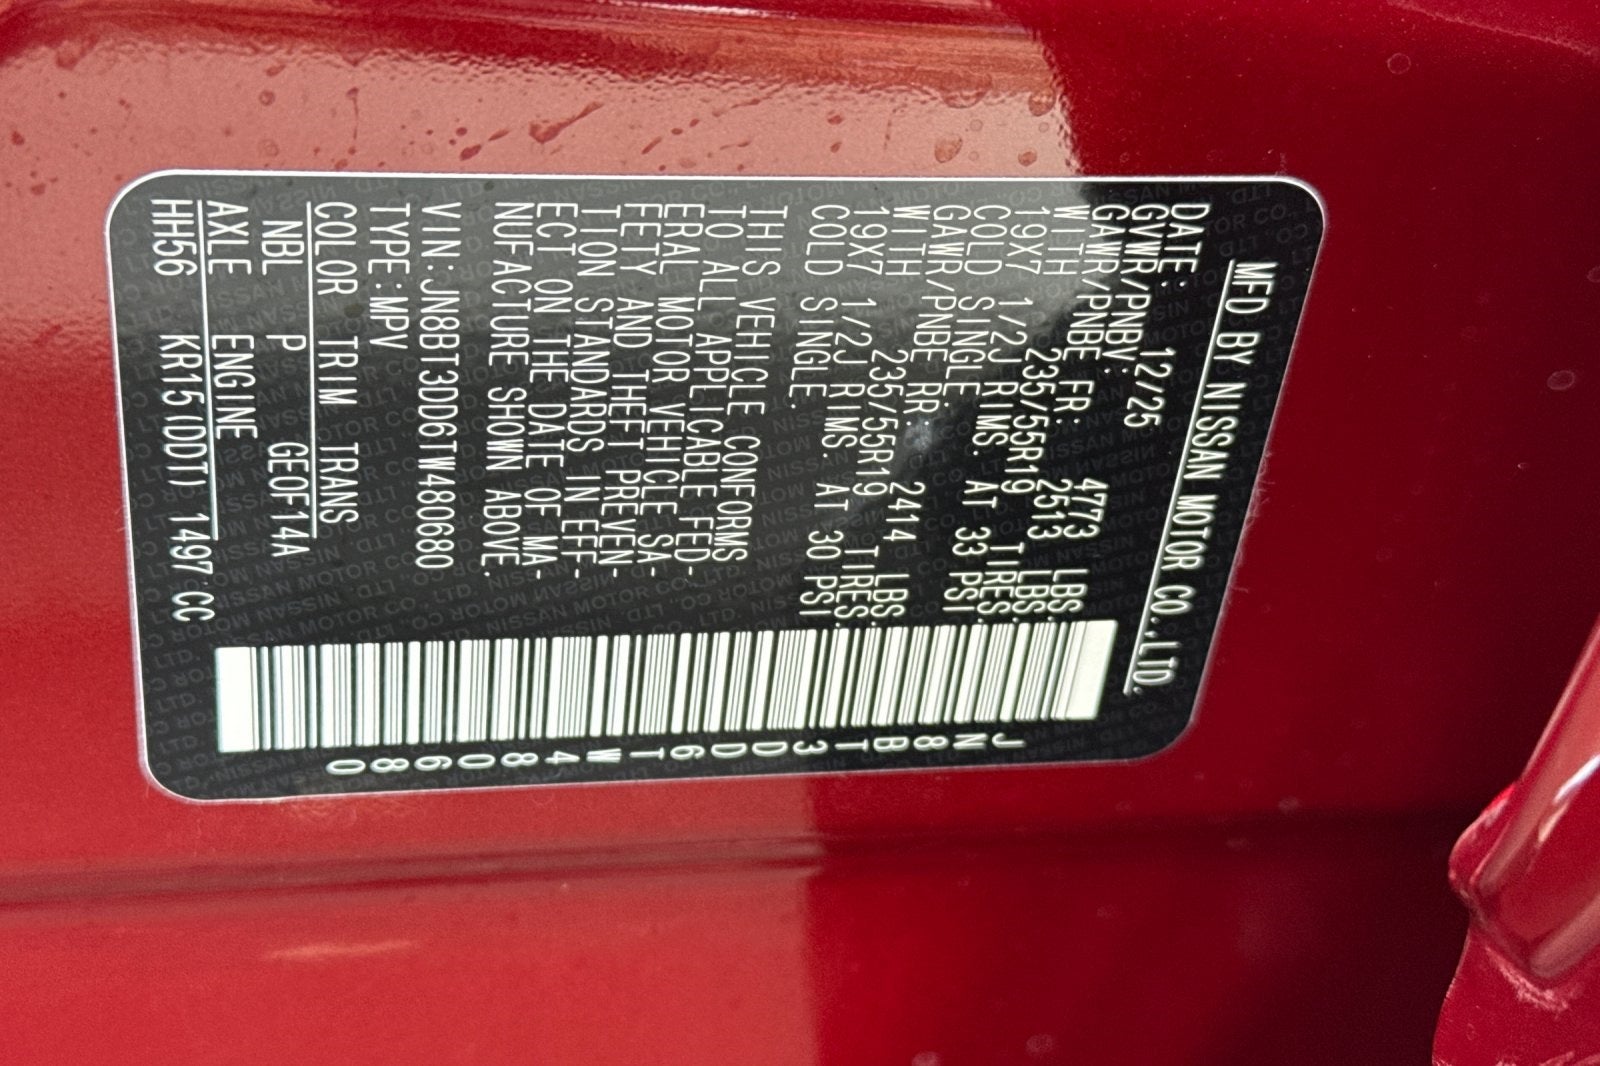 MFD BY NISSAN MOTOR CO.,LTD.
DATE: 12/25
GVWR/PNBV: 4773 LBS.
GAWR/PNBE FR: 2513 LBS.
WITH 235/55R19 TIRES.
19X7 1/2J RIMS. AT 33 PSI
COLD SINGLE.
GAWR/PNBE RR: 2414 LBS.
WITH 235/55R19 TIRES.
19X7 1/2J RIMS. AT 30 PSI
COLD SINGLE.
THIS VEHICLE CONFORMS
TO ALL APPLICABLE FED-
ERAL MOTOR VEHICLE SA-
FETY AND THEFT PREVEN-
TION STANDARDS IN EFF-
ECT ON THE DATE OF MA-
NUFACTURE SHOWN ABOVE.
VIN:JN8BT3DD6TW480680
TYPE:MPV
COLOR TRIM TRANS
NBL P GE0F14A
AXLE ENGINE
HH56 KR15(DDT) 1497 CC
JN8BT3DD6TW480680